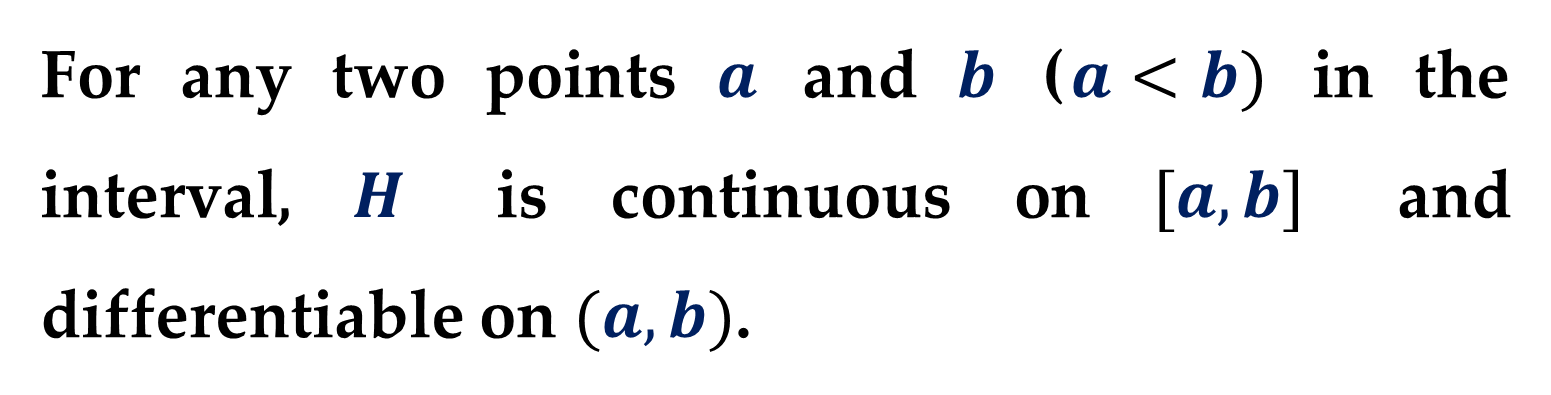 For any two points a and b (a < b) in the
interval, H is continuous on [a, b] and
differentiable on (a, b).